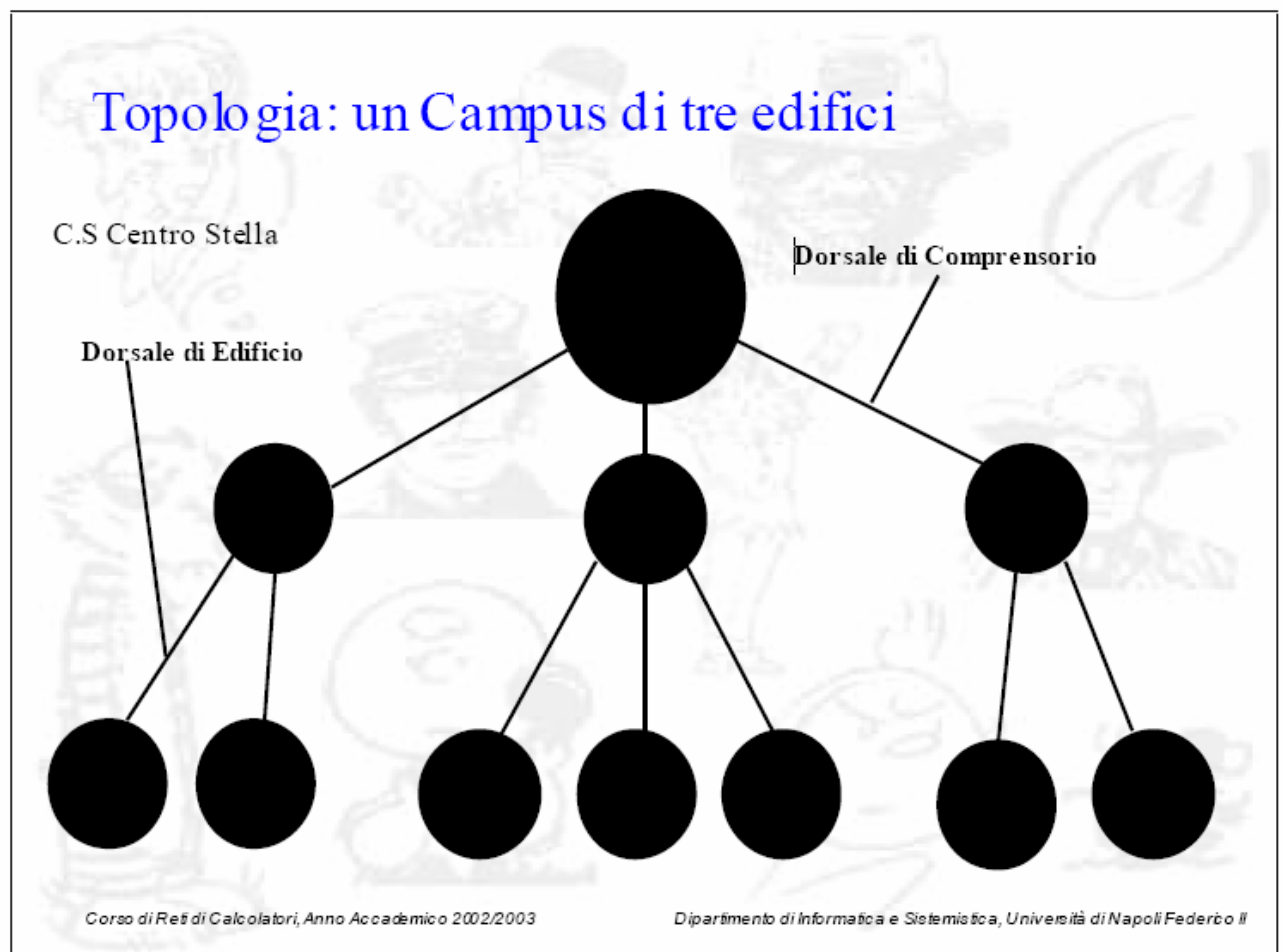 Topologia: un Campus di tre edifici
C.S Centro Stella
Dorsale di Comprensorio
Dorsale di Edificio
Corso di Reti di Calcolatori, Anno Accademico 2002/2003
Dipartimento di Informatica e Sistemistica, Università di Napoli Federico II